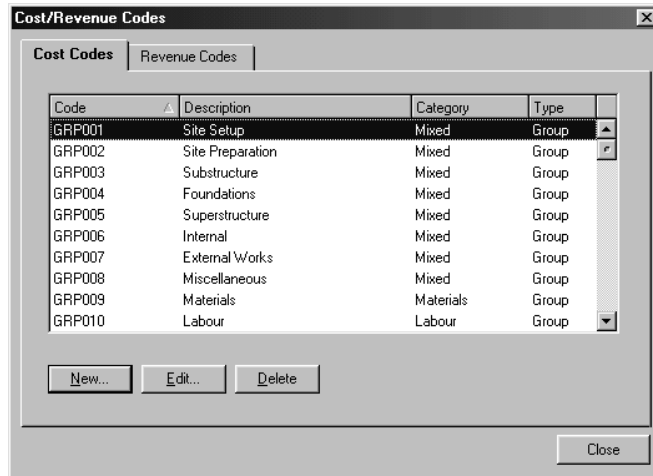 Cost/Revenue Codes
Cost Codes Revenue Codes
Code Description Category Type
GRP001 Site Setup Mixed Group
GRP002 Site Preparation Mixed Group
GRP003 Substructure Mixed Group
GRP004 Foundations Mixed Group
GRP005 Superstructure Mixed Group
GRP006 Internal Mixed Group
GRP007 External Works Mixed Group
GRP008 Miscellaneous Mixed Group
GRP009 Materials Materials Group
GRP010 Labour Labour Group
New... Edit... Delete
Close